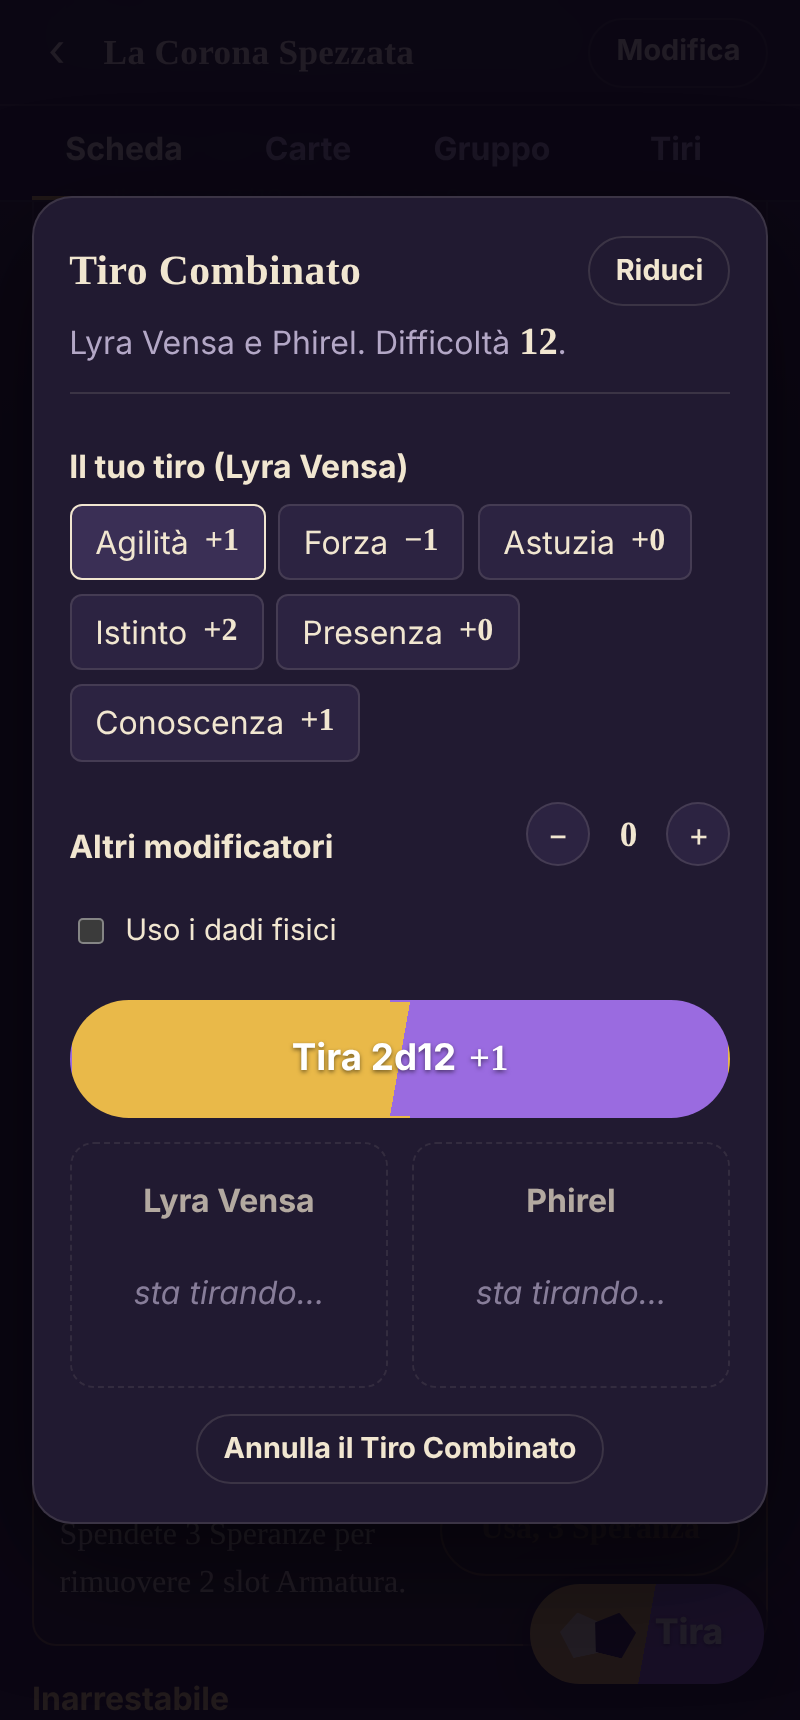 La Corona Spezzata
Modifica
Scheda Carte Gruppo Tiri
Tiro Combinato
Riduci
Lyra Vensa e Phirel. Difficoltà 12.
Il tuo tiro (Lyra Vensa)
Agilità +1 Forza −1 Astuzia +0
Istinto +2 Presenza +0
Conoscenza +1
Altri modificatori − 0 +
Uso i dadi fisici
Tira 2d12 +1
Lyra Vensa Phirel
sta tirando... sta tirando...
Annulla il Tiro Combinato
Spendete 3 Speranze per
Usa, 3 Speranza
rimuovere 2 slot Armatura.
Tira
Inarrestabile